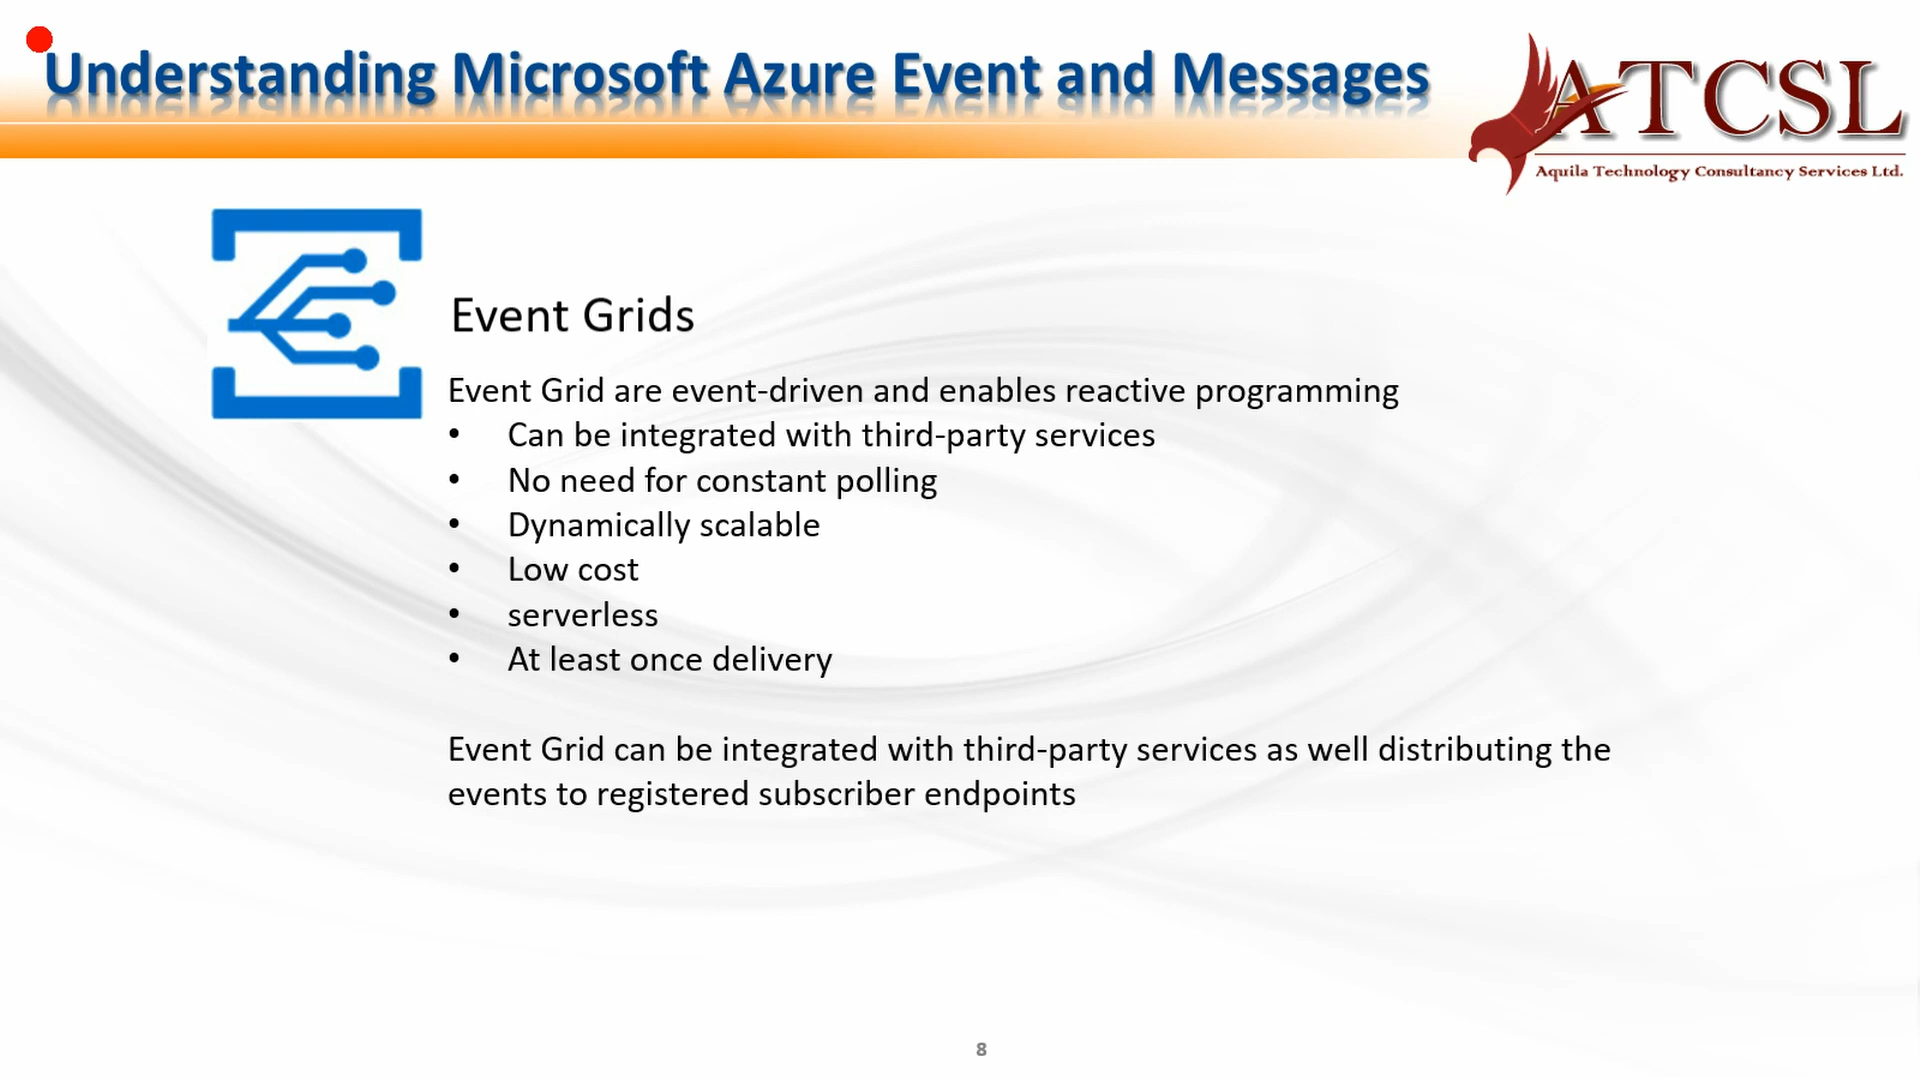 Understanding Microsoft Azure Event and Messages
ATCSL
Aquila Technology Consultancy Services Ltd.
Event Grids
Event Grid are event-driven and enables reactive programming
• Can be integrated with third-party services
• No need for constant polling
• Dynamically scalable
• Low cost
• serverless
• At least once delivery
Event Grid can be integrated with third-party services as well distributing the
events to registered subscriber endpoints
8